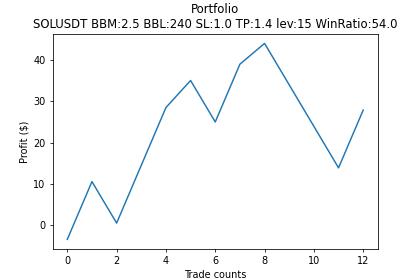 Portfolio
SOLUSDT BBM:2.5 BBL:240 SL:1.0 TP:1.4 lev:15 WinRatio:54.0
40
30
20
10
0
Profit ($)
0 2 4 6 8 10 12
Trade counts